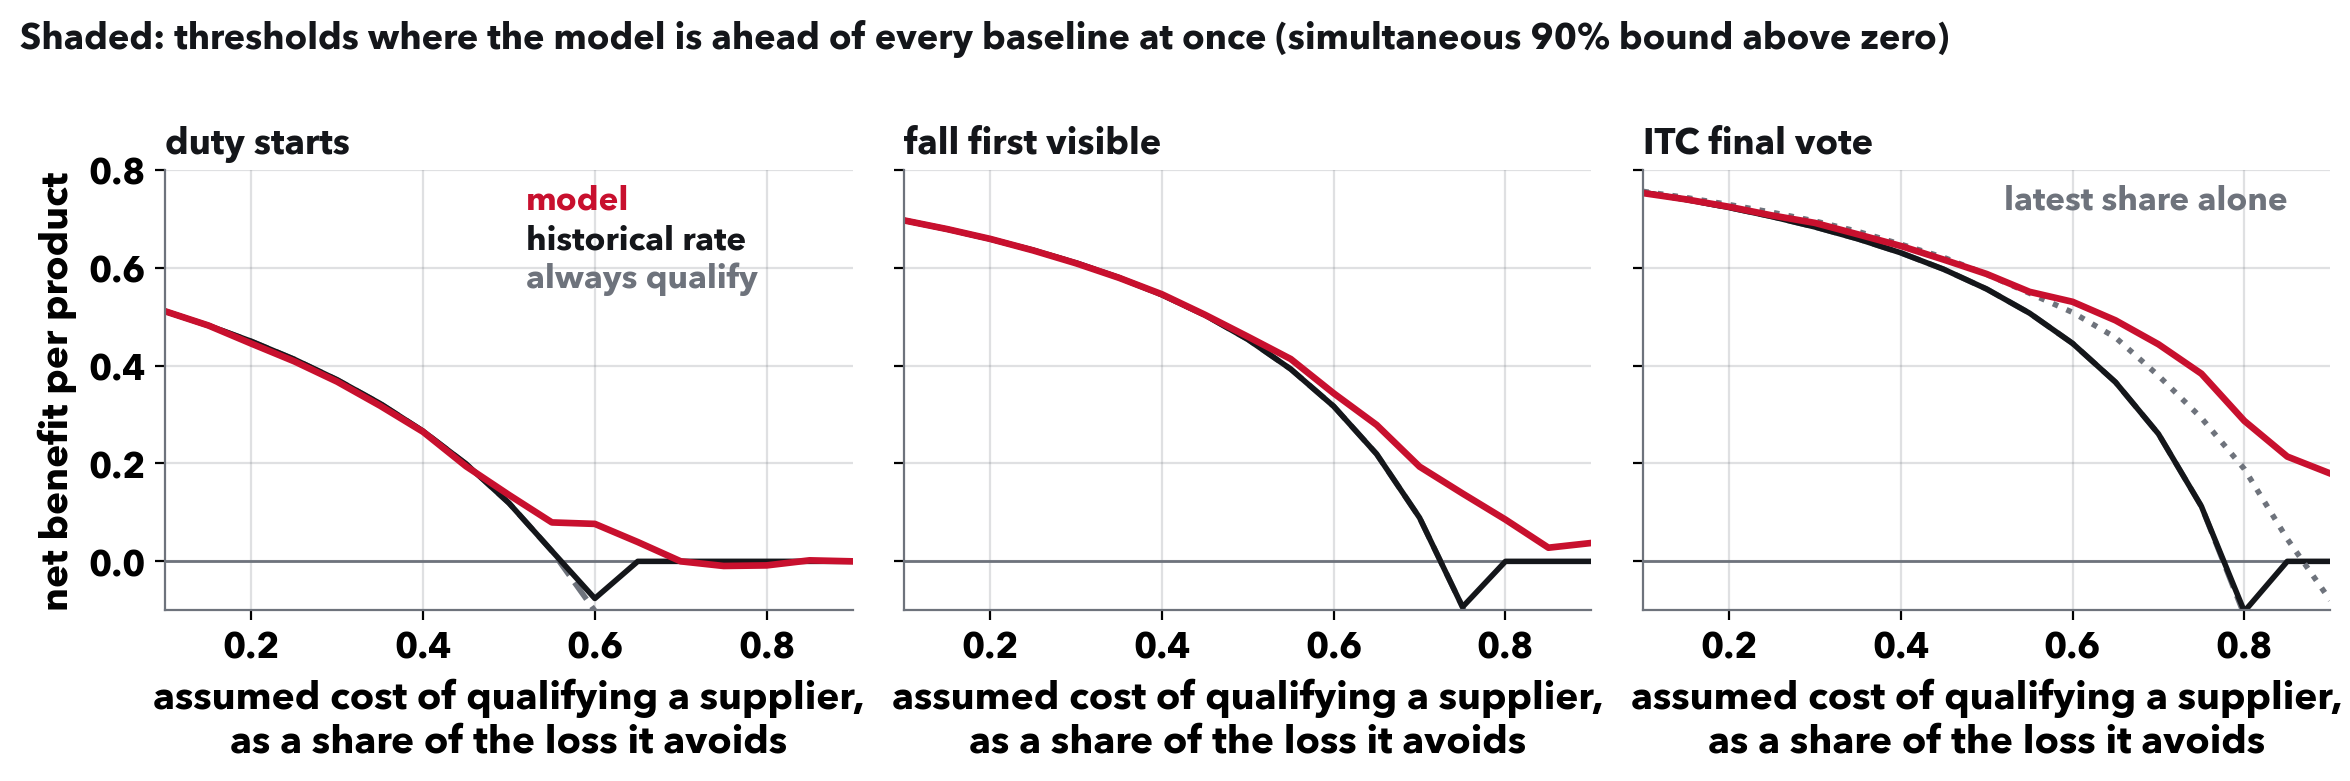 Shaded: thresholds where the model is ahead of every baseline at once (simultaneous 90% bound above zero)
duty starts
fall first visible
ITC final vote
net benefit per product
0.8
0.6
0.4
0.2
0.0
model
historical rate
always qualify
latest share alone
0.2 0.4 0.6 0.8
0.2 0.4 0.6 0.8
0.2 0.4 0.6 0.8
assumed cost of qualifying a supplier,
as a share of the loss it avoids
assumed cost of qualifying a supplier,
as a share of the loss it avoids
assumed cost of qualifying a supplier,
as a share of the loss it avoids